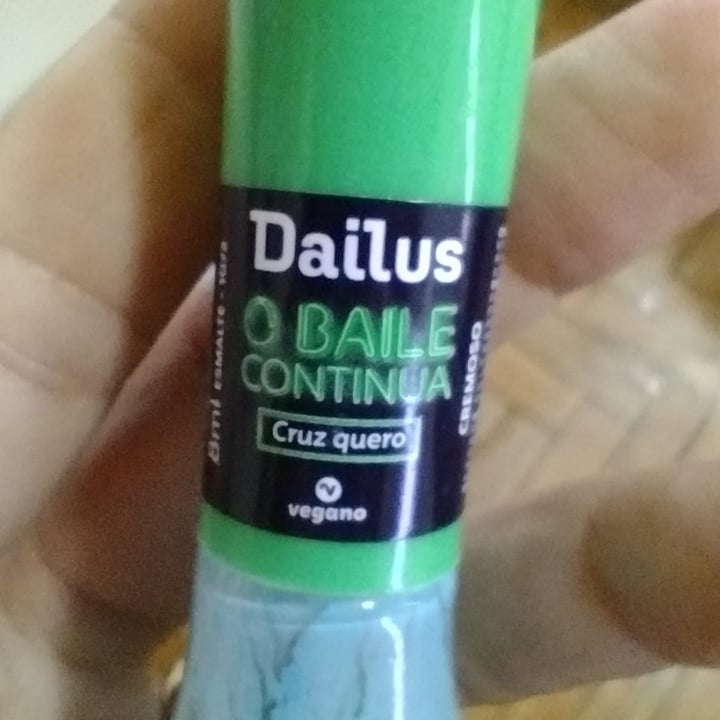 Dailus
O BAILE
CONTINUA
Cruz quero
vegano
8ml ESMALTE
CREMOSO